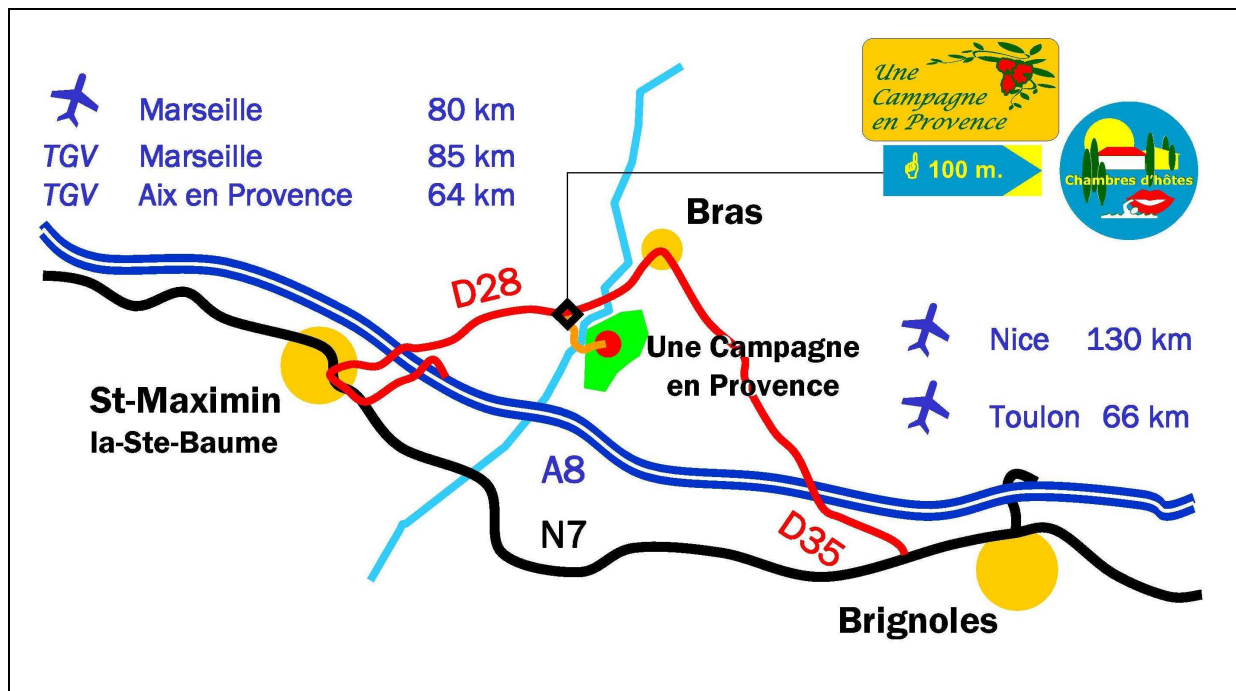 Marseille 80 km
TGV Marseille 85 km
TGV Aix en Provence 64 km
Une
Campagne
en Provence
100 m.
Chambres d'hôtes
Bras
D28
Une Campagne
en Provence
Nice 130 km
Toulon 66 km
St-Maximin
la-Ste-Baume
A8
N7
D35
Brignoles